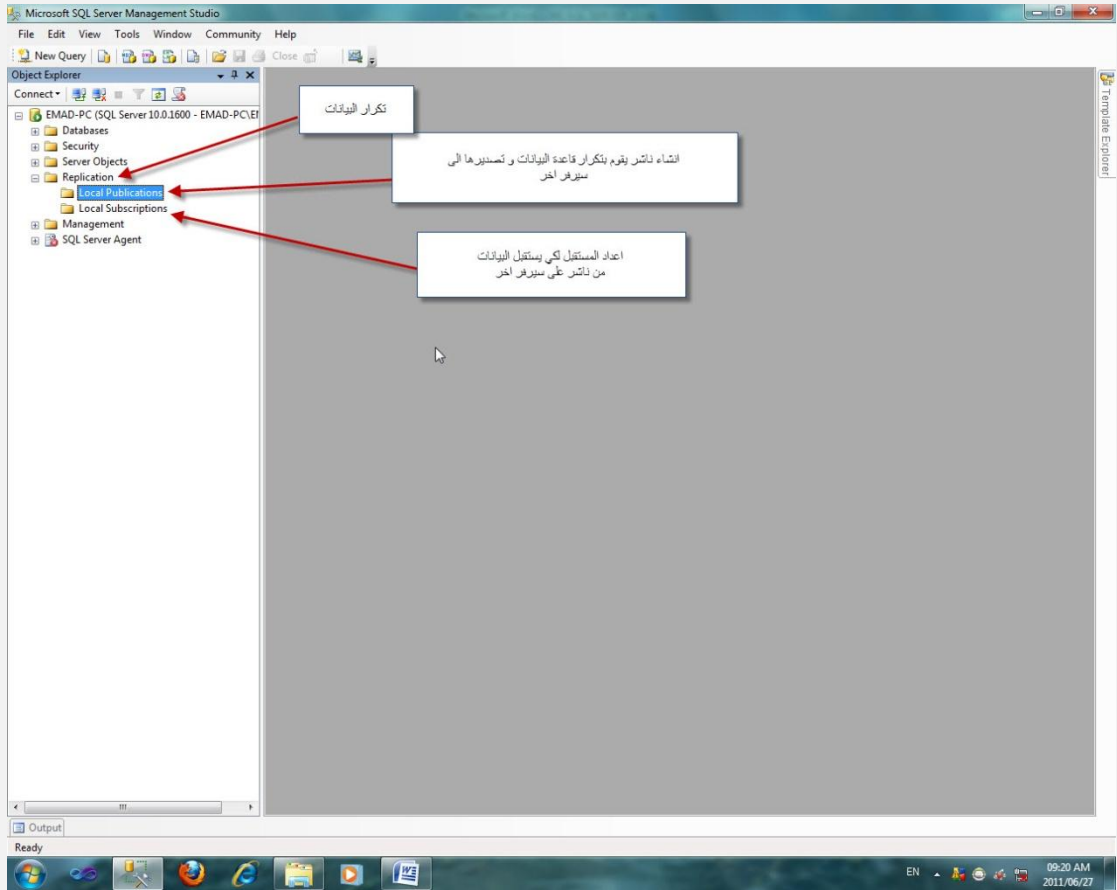 Microsoft SQL Server Management Studio
File Edit View Tools Window Community Help
New Query Close
Object Explorer
Connect
EMAD-PC (SQL Server 10.0.1600 - EMAD-PC\
Databases
Security
Server Objects
Replication
Local Publications
Local Subscriptions
Management
SQL Server Agent
تكرار البيانات
انشاء ناشر يقوم بتكرار قاعدة البيانات و تصديرها الى
سيرفر اخر
اعداد المستقبل لكي يستقبل البيانات
من ناشر على سيرفر اخر
Template Explorer
Output
Ready
EN
09:20 AM
2011/06/27